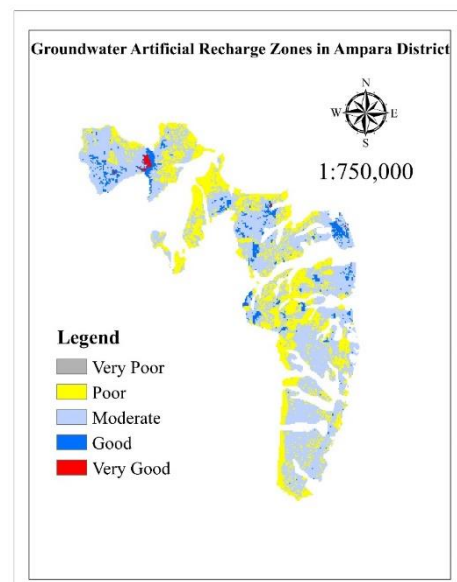 Groundwater Artificial Recharge Zones in Ampara District
N
W E
S
1:750,000
Legend
Very Poor
Poor
Moderate
Good
Very Good